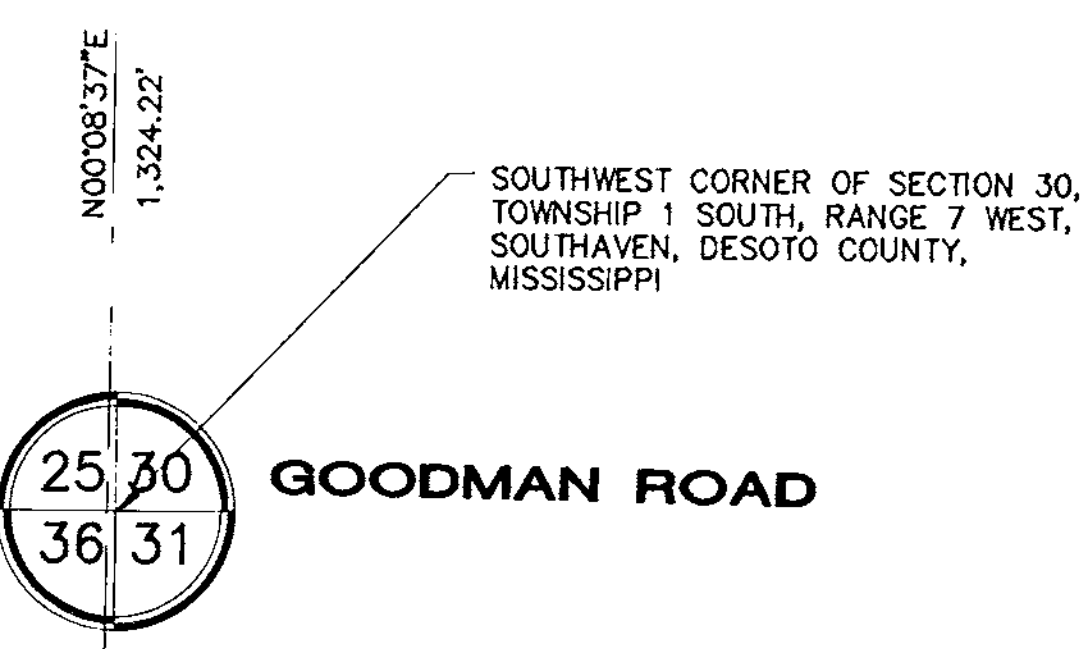 N00°08'37"E
1,324.22'
SOUTHWEST CORNER OF SECTION 30,
TOWNSHIP 1 SOUTH, RANGE 7 WEST,
SOUTHAVEN, DESOTO COUNTY,
MISSISSIPPI
25 30
GOODMAN ROAD
36 31